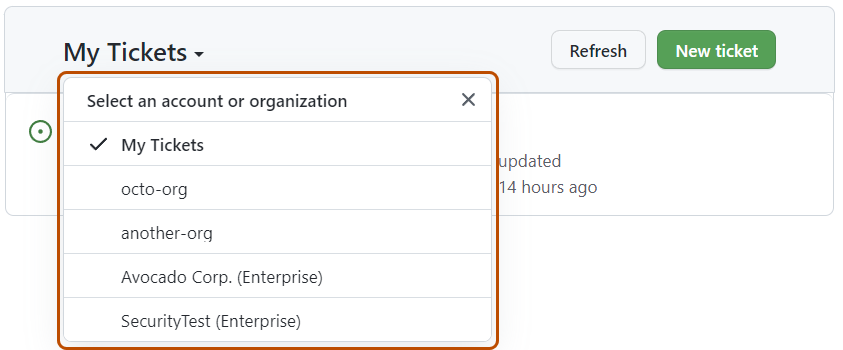 My Tickets
Refresh
New ticket
Select an account or organization
My Tickets
octo-org
another-org
Avocado Corp. (Enterprise)
SecurityTest (Enterprise)
updated
14 hours ago